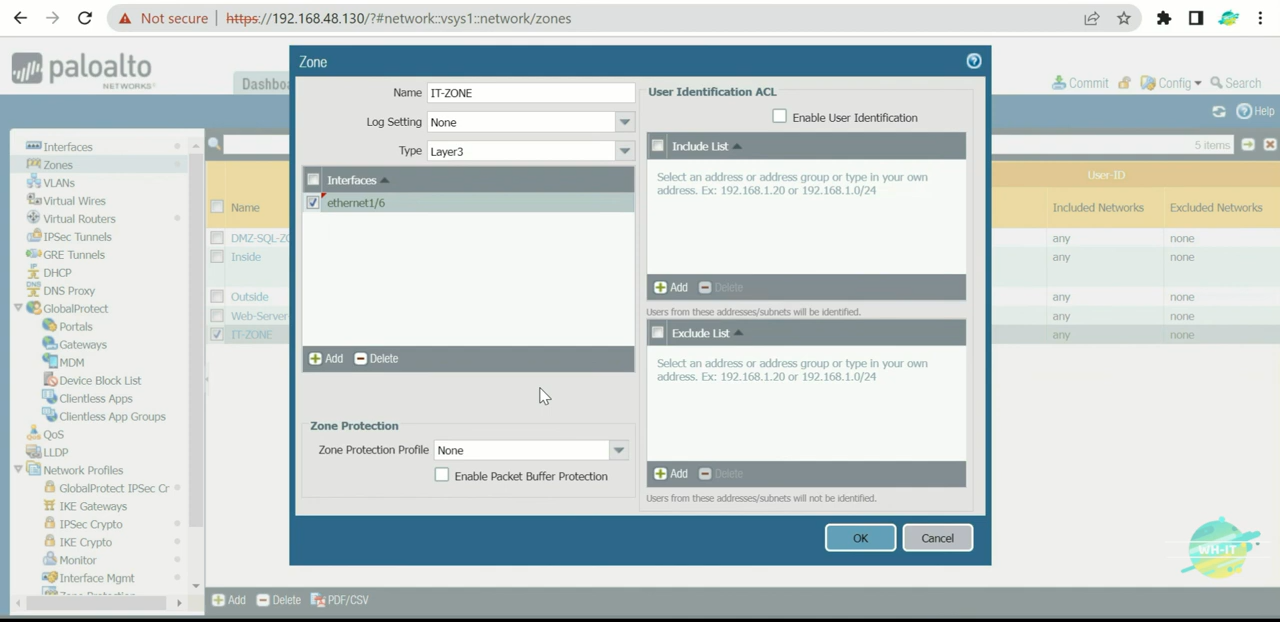 Not secure https://192.168.48.130/?#network::vsys1::network/zones
paloalto
NETWORKS
Dashbo
Commit Config Search
Help
Interfaces
Zones
VLANs
Virtual Wires
Virtual Routers
IPSec Tunnels
GRE Tunnels
DHCP
DNS Proxy
GlobalProtect
Portals
Gateways
MDM
Device Block List
Clientless Apps
Clientless App Groups
QoS
LLDP
Network Profiles
GlobalProtect IPSec Cr
IKE Gateways
IPSec Crypto
IKE Crypto
Monitor
Interface Mgmt
Zone Protection
Name
DMZ-SQL-ZO
Inside
Outside
Web-Server
IT-ZONE
Zone
Name IT-ZONE
Log Setting None
Type Layer3
Interfaces
ethernet1/6
Add Delete
Zone Protection
Zone Protection Profile None
Enable Packet Buffer Protection
User Identification ACL
Enable User Identification
Include List
Select an address or address group or type in your own
address. Ex: 192.168.1.20 or 192.168.1.0/24
Add Delete
Users from these addresses/subnets will be identified.
Exclude List
Select an address or address group or type in your own
address. Ex: 192.168.1.20 or 192.168.1.0/24
Add Delete
Users from these addresses/subnets will not be identified.
OK Cancel
5 items
User-ID
Included Networks Excluded Networks
any none
any none
any none
any none
any none
WH-IT
Add Delete PDF/CSV